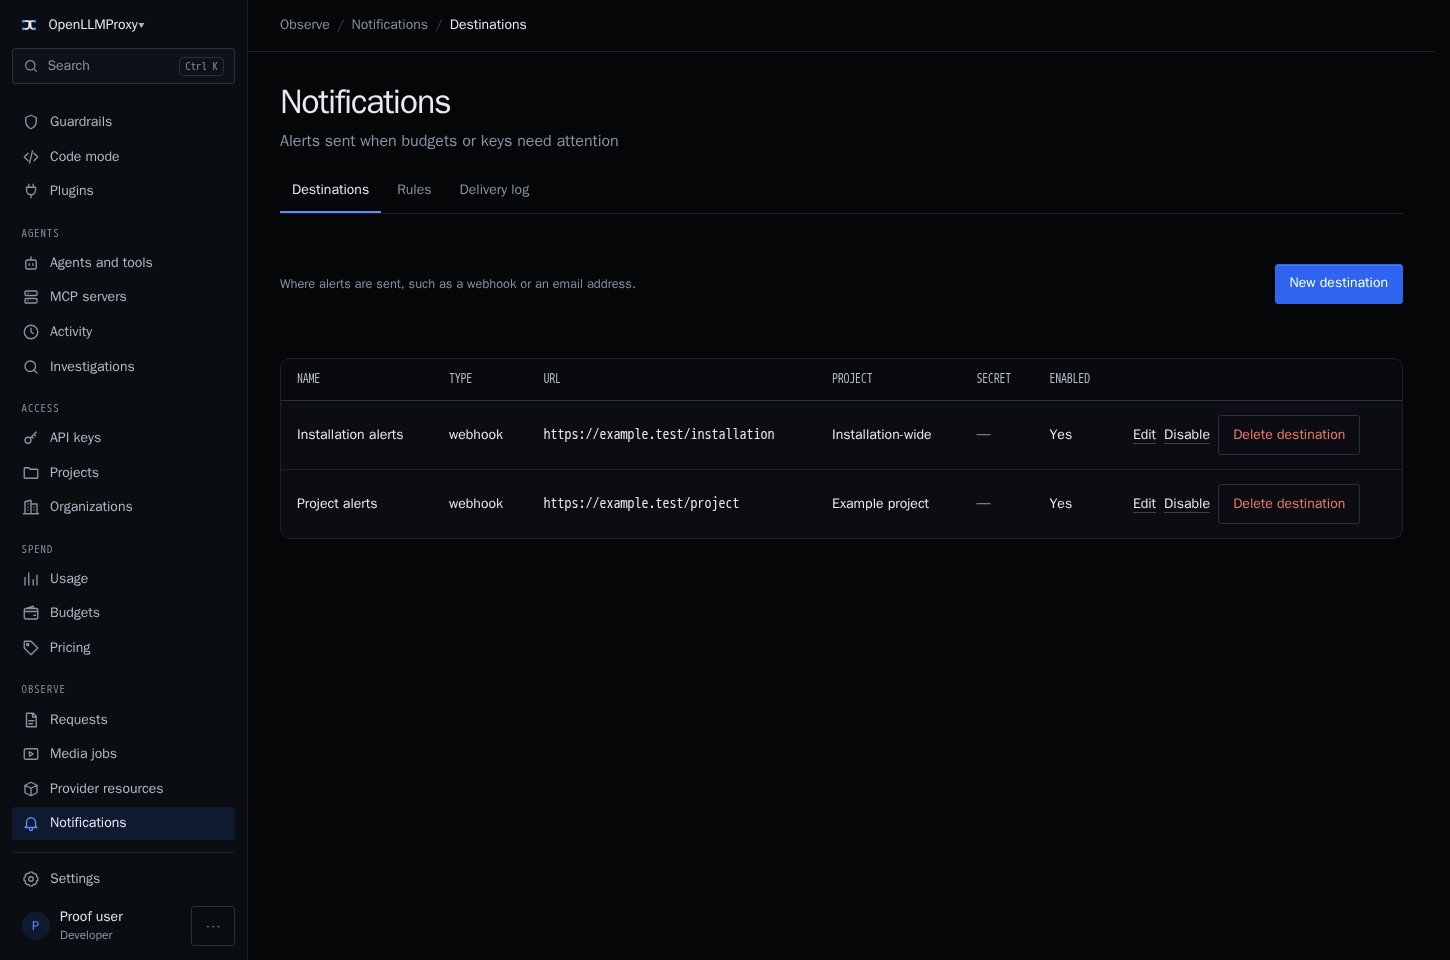 OpenLLMProxy▾
Search Ctrl K
Guardrails
Code mode
Plugins
AGENTS
Agents and tools
MCP servers
Activity
Investigations
ACCESS
API keys
Projects
Organizations
SPEND
Usage
Budgets
Pricing
OBSERVE
Requests
Media jobs
Provider resources
Notifications
Settings
P Proof user
Developer
...
Observe / Notifications / Destinations
Notifications
Alerts sent when budgets or keys need attention
Destinations Rules Delivery log
Where alerts are sent, such as a webhook or an email address.
New destination
NAME TYPE URL PROJECT SECRET ENABLED
Installation alerts webhook https://example.test/installation Installation-wide — Yes Edit Disable Delete destination
Project alerts webhook https://example.test/project Example project — Yes Edit Disable Delete destination